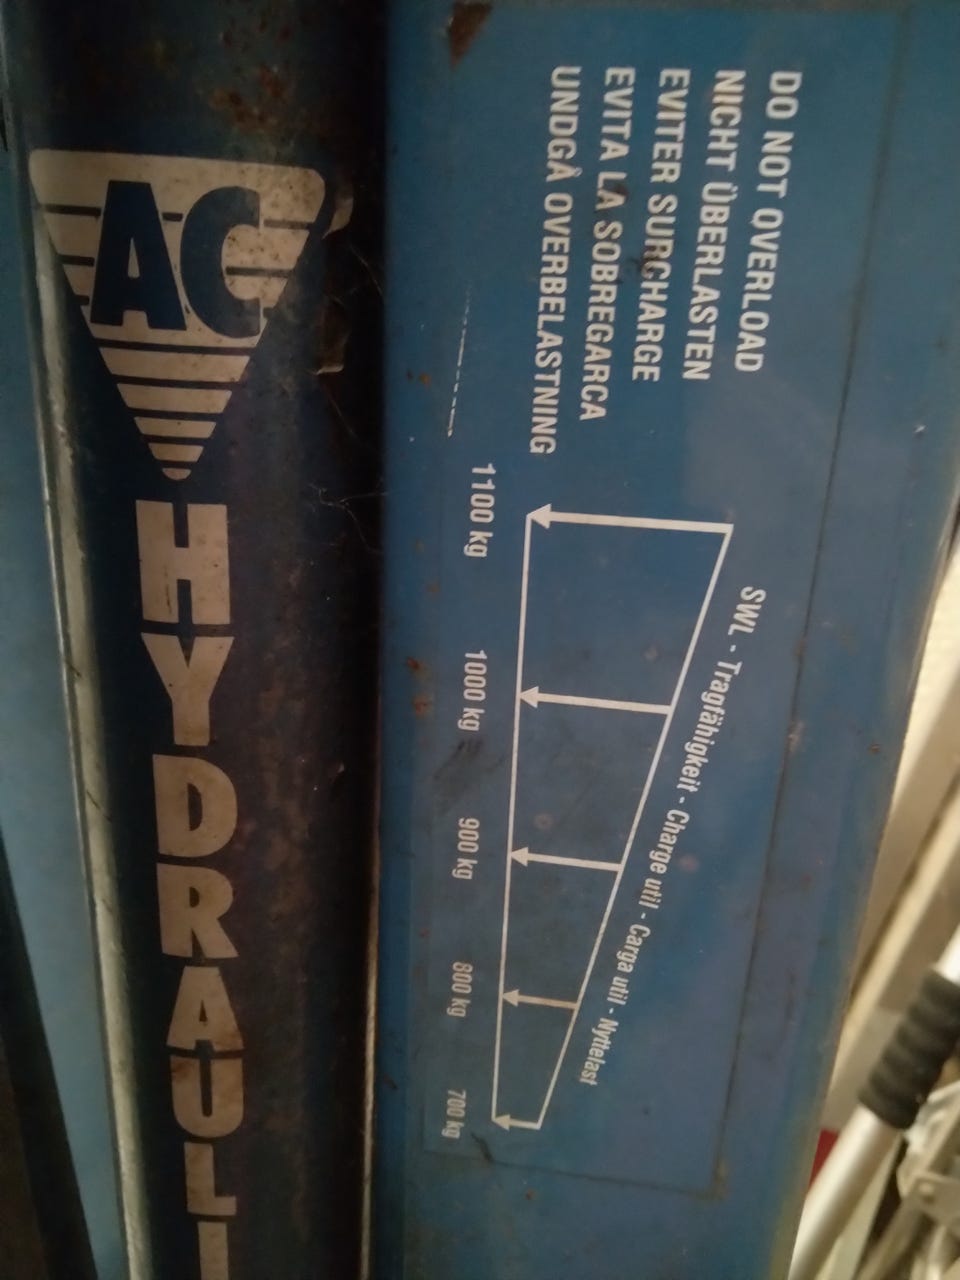 DO NOT OVERLOAD
NICHT ÜBERLASTEN
EVITER SURCHARGE
EVITA LA SOBREGARCA
UNDGÅ OVERBELASTNING
SWL - Tragfähigkeit - Charge util - Carga util - Nyttelast
1100 kg
1000 kg
900 kg
800 kg
700 kg
AC
HYDRAULI